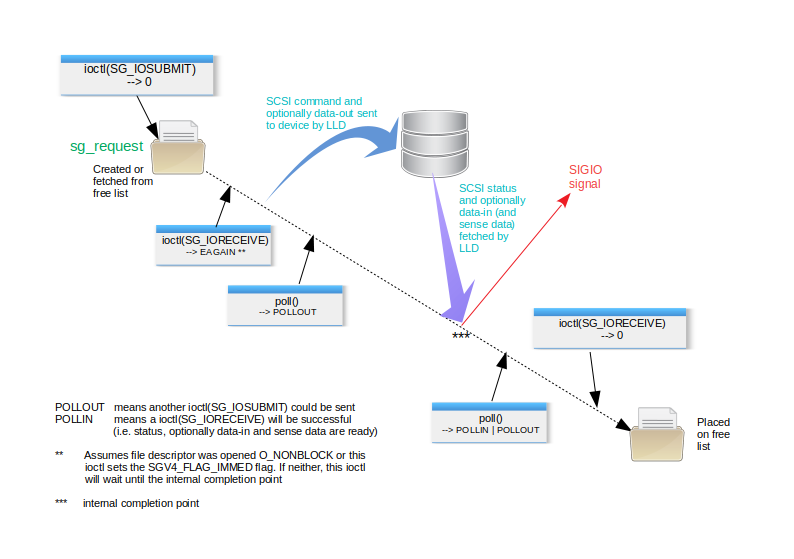 ioctl(SG_IOSUBMIT)
--> 0
SCSI command and
optionally data-out sent
to device by LLD
sg_request
Created or
fetched from
free list
SIGIO
signal
SCSI status
and optionally
data-in (and
sense data)
fetched by
LLD
ioctl(SG_IORECEIVE)
--> EAGAIN **
poll()
--> POLLOUT
***
ioctl(SG_IORECEIVE)
--> 0
poll()
--> POLLIN | POLLOUT
Placed
on free
list
POLLOUT means another ioctl(SG_IOSUBMIT) could be sent
POLLIN means a ioctl(SG_IORECEIVE) will be successful
(i.e. status, optionally data-in and sense data are ready)
** Assumes file descriptor was opened O_NONBLOCK or this
ioctl sets the SGV4_FLAG_IMMED flag. If neither, this ioctl
will wait until the internal completion point
*** internal completion point